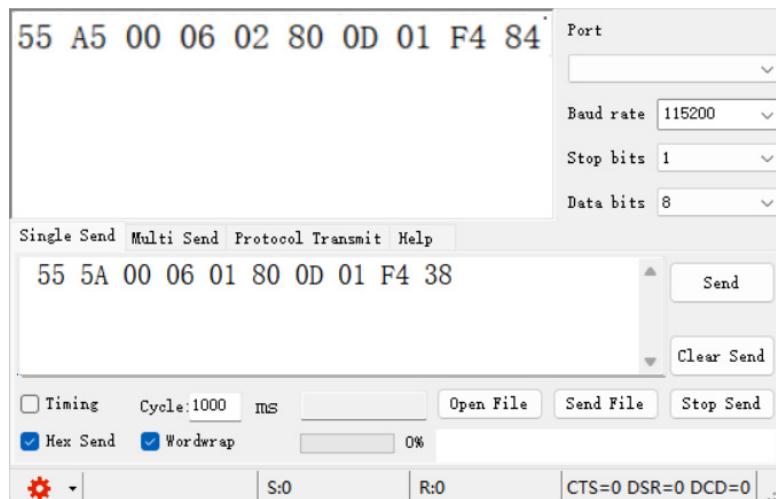 55 A5 00 06 02 80 0D 01 F4 84
Port
Baud rate 115200
Stop bits 1
Data bits 8
Single Send Multi Send Protocol Transmit Help
55 5A 00 06 01 80 0D 01 F4 38
Send
Clear Send
Timing Cycle:1000 ms Open File Send File Stop Send
Hex Send Wordwrap 0%
S:0 R:0 CTS=0 DSR=0 DCD=0